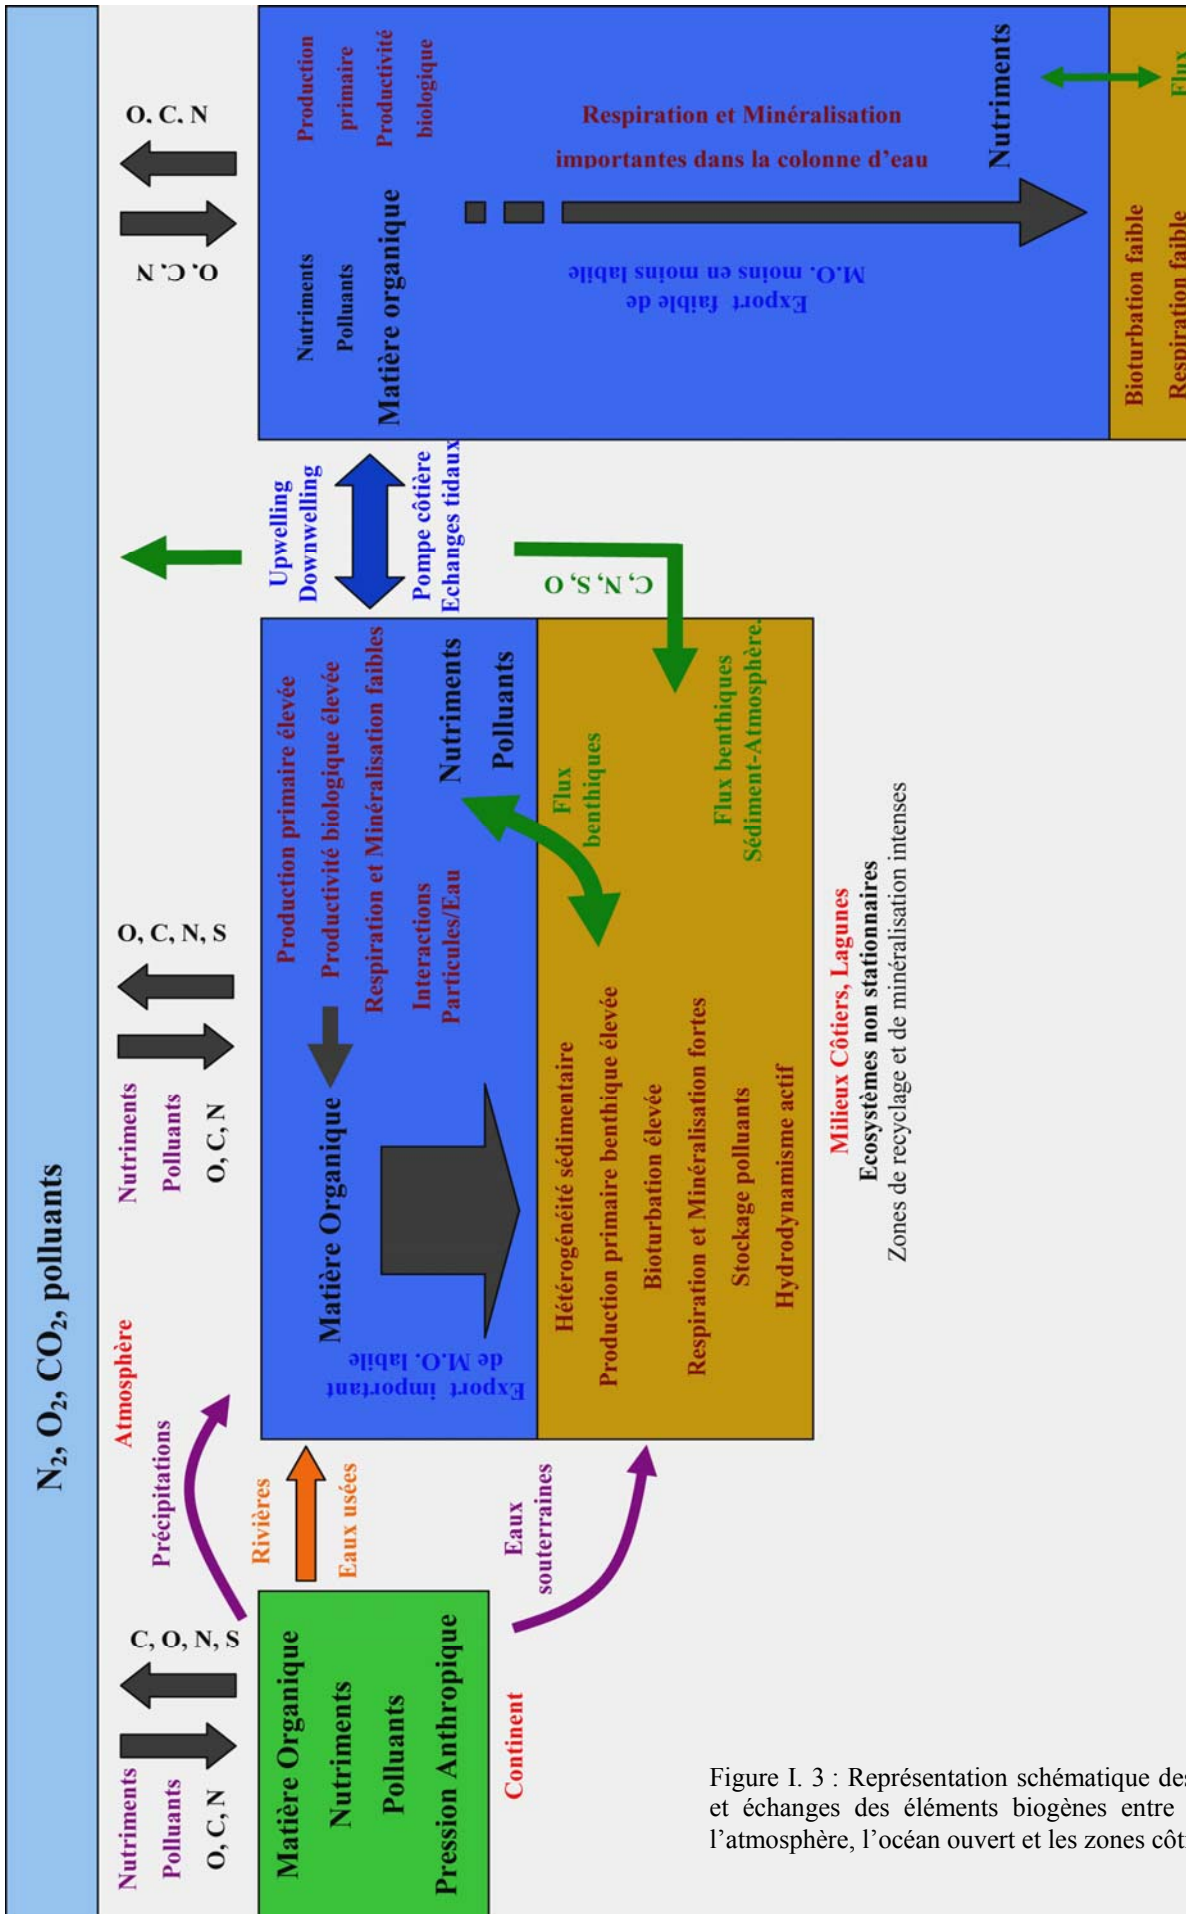 N2, O2, CO2, polluants
Atmosphère
Nutriments
Polluants
O, C, N
C, O, N, S
Précipitations
Nutriments
Polluants
O, C, N
O, C, N, S
O, C, N
O, C, N
Matière Organique
Nutriments
Polluants
Pression Anthropique
Continent
Rivières
Eaux usées
Eaux
souterraines
Export important
de M.O. labile
Matière Organique
Production primaire élevée
Productivité biologique élevée
Respiration et Minéralisation faibles
Interactions
Particules/Eau
Nutriments
Polluants
Flux
benthiques
Hétérogénéité sédimentaire
Production primaire benthique élevée
Bioturbation élevée
Respiration et Minéralisation fortes
Stockage polluants
Hydrodynamisme actif
Flux benthiques
Sédiment-Atmosphère.
C, N, S, O
Milieux Côtiers, Lagunes
Ecosystèmes non stationnaires
Zones de recyclage et de minéralisation intenses
Upwelling
Downwelling
Pompe côtière
Echanges tidaux
Nutriments
Polluants
Matière organique
Production
primaire
Productivité
biologique
Export faible de
M.O. moins en moins labile
Respiration et Minéralisation
importantes dans la colonne d'eau
Nutriments
Flux
Bioturbation faible
Respiration faible
Figure I. 3 : Représentation schématique des
et échanges des éléments biogènes entre
l'atmosphère, l'océan ouvert et les zones côt